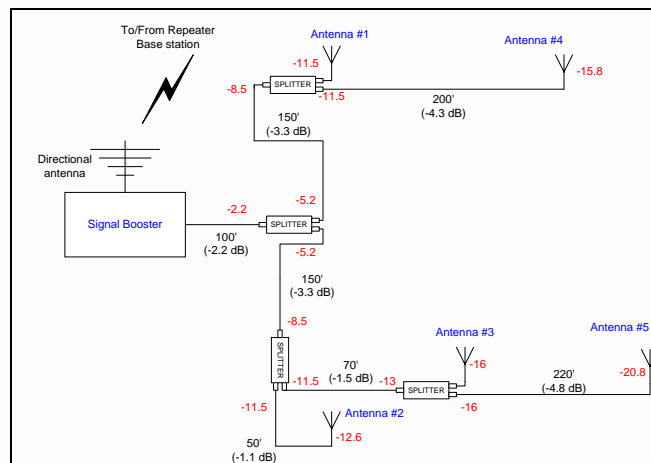 To/From Repeater
Base station
Antenna #1
Antenna #4
-11.5
-15.8
-8.5
SPLITTER
-11.5
200'
(-4.3 dB)
150'
(-3.3 dB)
Directional
antenna
-2.2
-5.2
Signal Booster
SPLITTER
100'
(-2.2 dB)
-5.2
150'
(-3.3 dB)
-8.5
Antenna #3
Antenna #5
SPLITTER
70'
(-1.5 dB)
-11.5
-13
-16
SPLITTER
220'
(-4.8 dB)
-20.8
-16
-11.5
Antenna #2
-12.6
50'
(-1.1 dB)